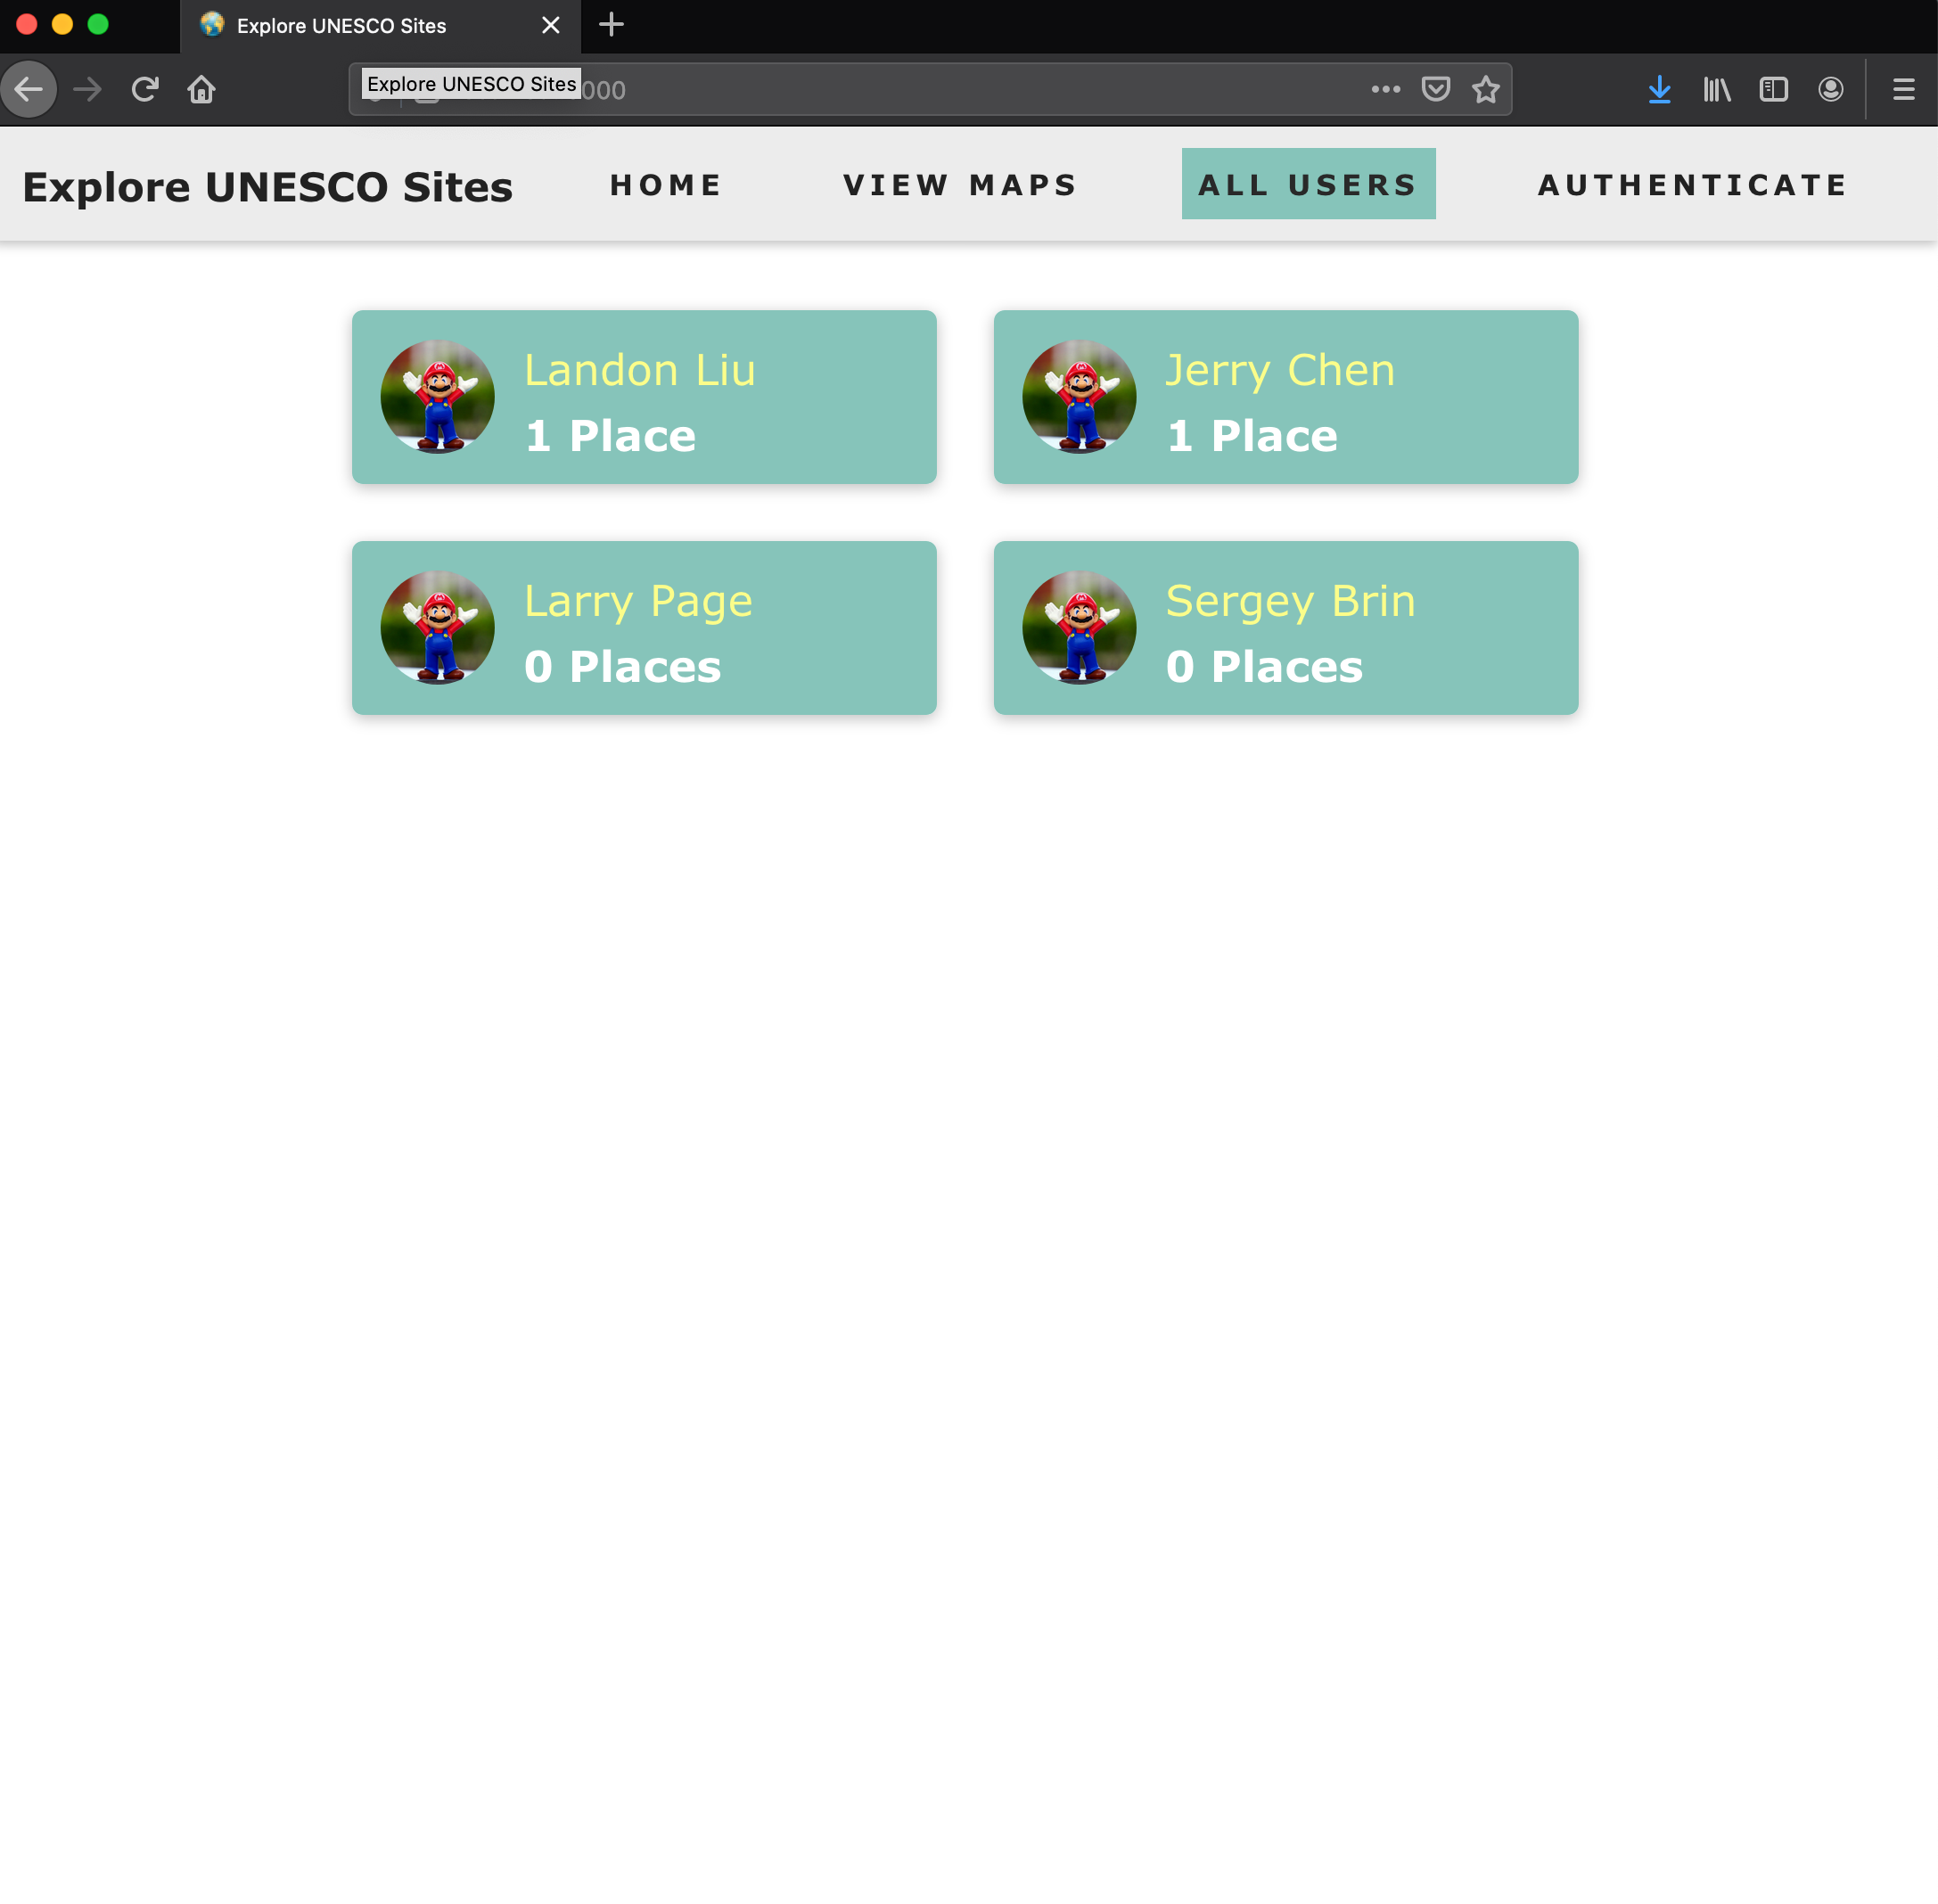 Explore UNESCO Sites
Explore UNESCO Sites
000
Explore UNESCO Sites
HOME
VIEW MAPS
ALL USERS
AUTHENTICATE
Landon Liu
1 Place
Jerry Chen
1 Place
Larry Page
0 Places
Sergey Brin
0 Places